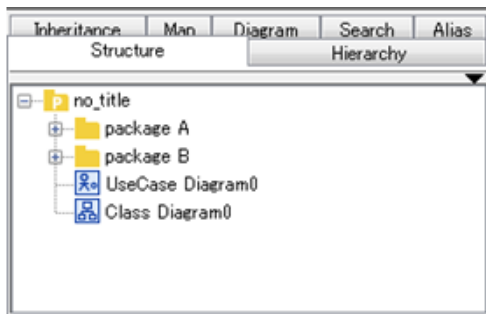 Inheritance Map Diagram Search Alias
Structure Hierarchy
P no_title
package A
package B
UseCase Diagram0
Class Diagram0